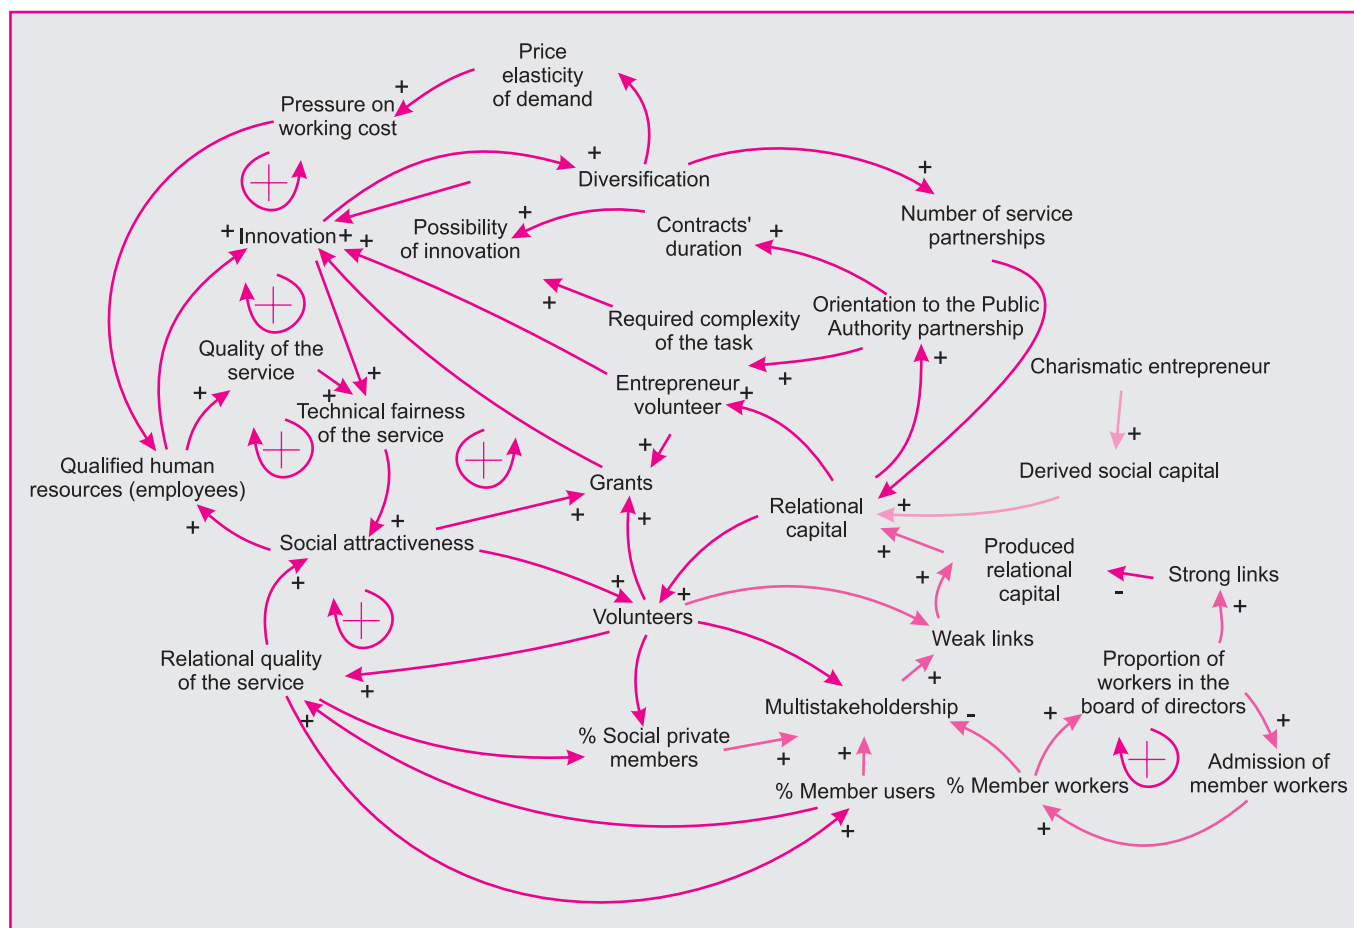 Price
elasticity
of demand
+
Pressure on
working cost
+
Diversification
+
Number of service
partnerships
+
Possibility
of innovation
Contracts'
duration
+
+ Innovation + +
+
Required complexity
of the task
Orientation to the Public
Authority partnership
+
+
Charismatic entrepreneur
Quality of the
service
+
+
+
Entrepreneur
volunteer
+
Technical fairness
of the service
+
+
Derived social capital
Qualified human
resources (employees)
Grants
+
+
+
Relational
capital
+
+
Social attractiveness
+
+
Produced
relational
capital
+
-
Strong links
+
+
Volunteers
+
+
Weak links
+
Relational quality
of the service
+
+
Proportion of
workers in the
board of directors
+
+
Multistakeholdership
-
% Social private
members
+
+
% Member users
+
% Member workers
+
Admission of
member workers